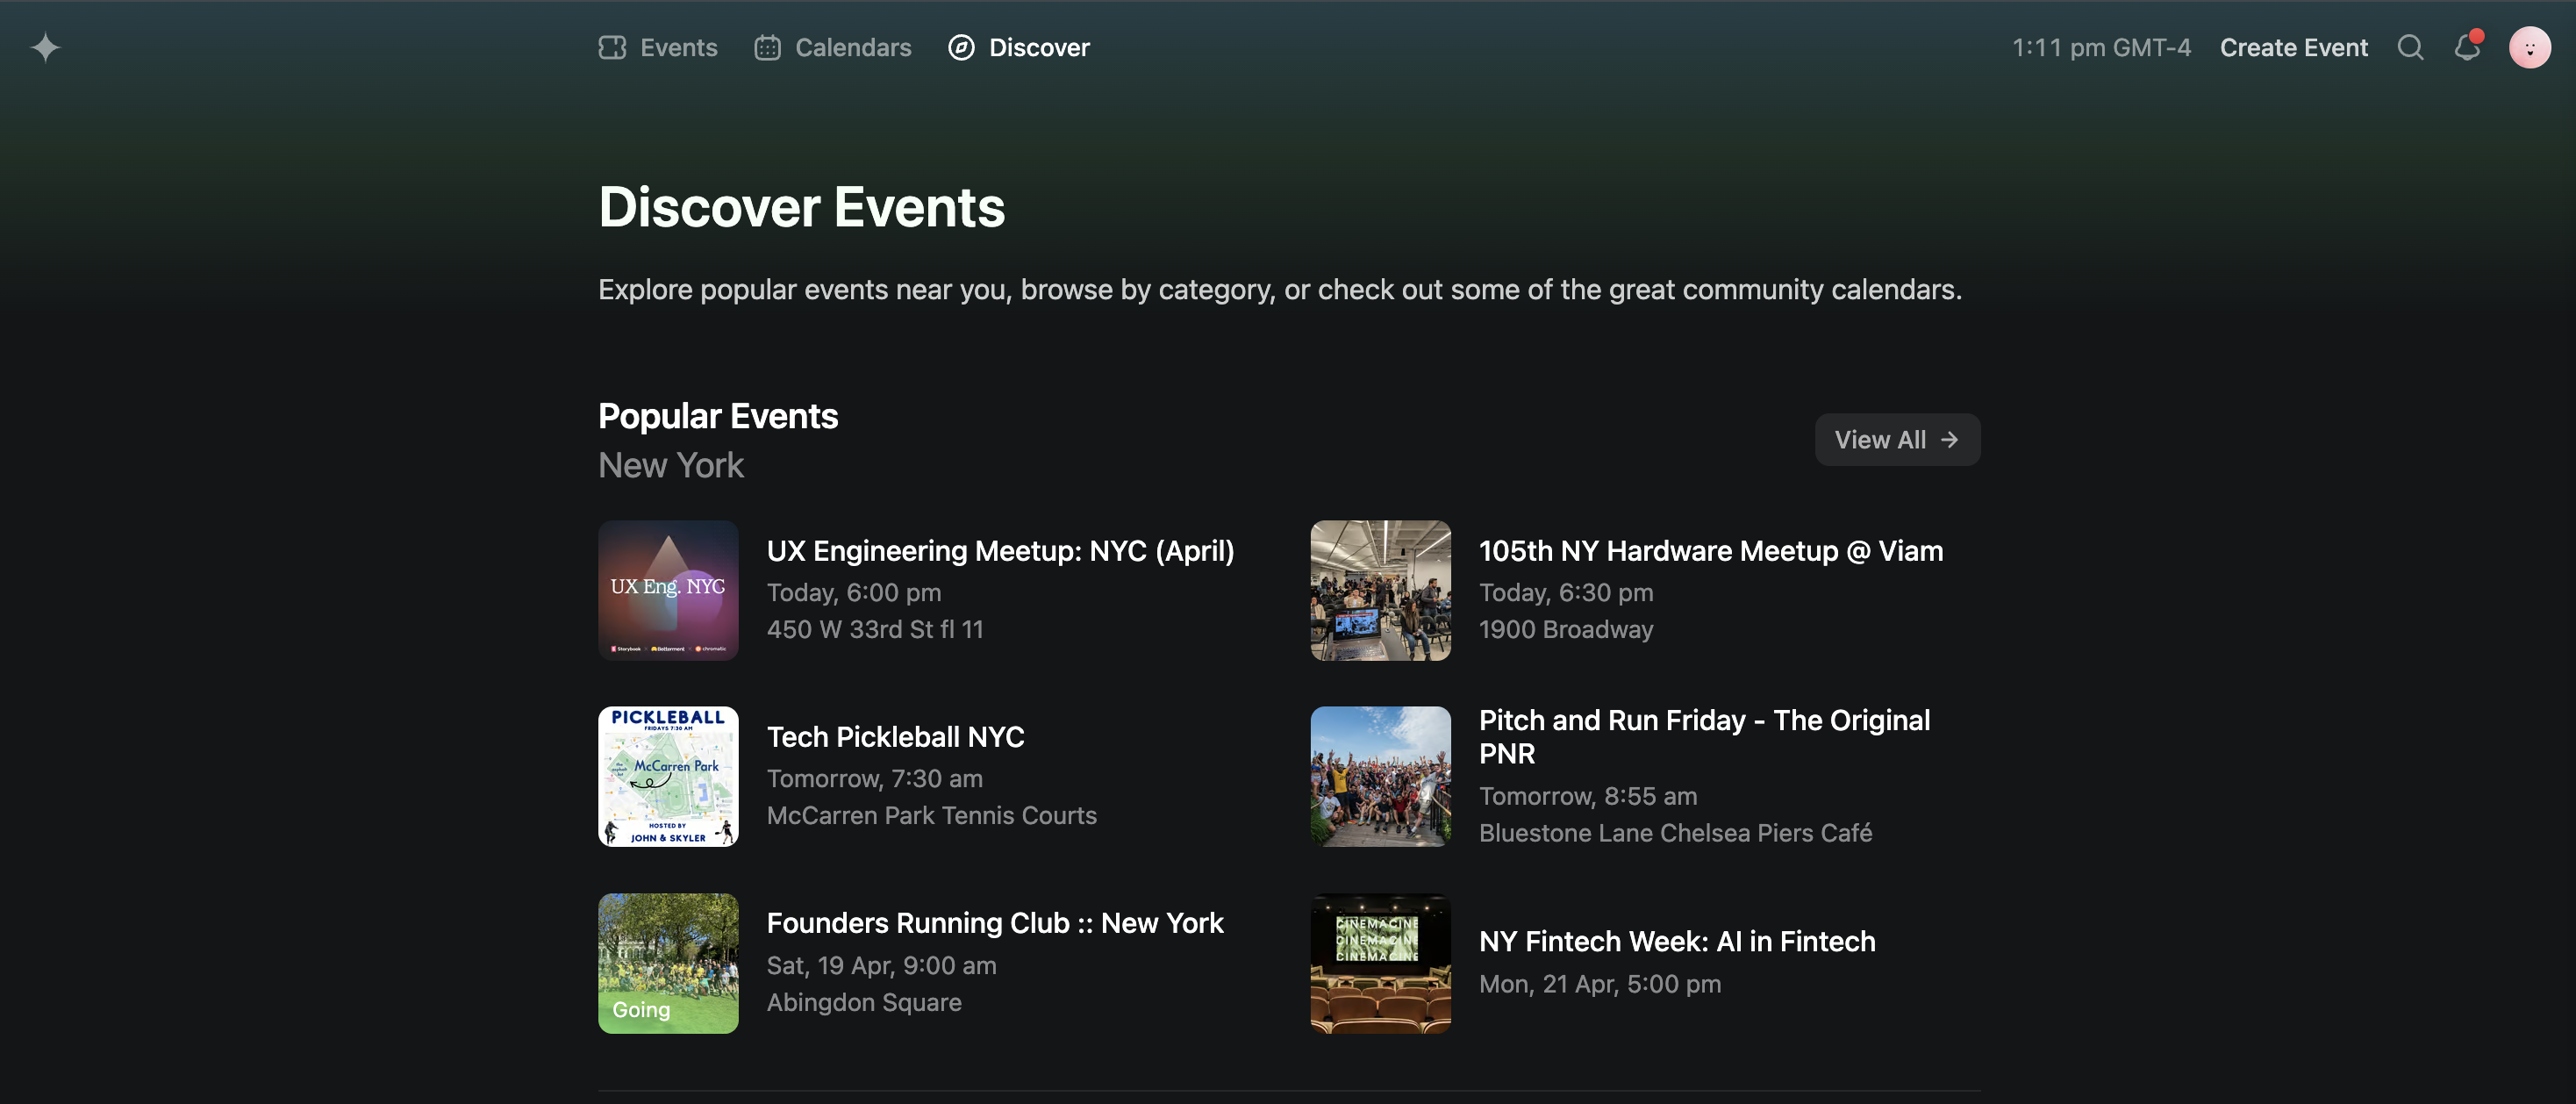 Events
Calendars
Discover
1:11 pm GMT-4
Create Event
Discover Events
Explore popular events near you, browse by category, or check out some of the great community calendars.
Popular Events
New York
View All →
UX Eng. NYC
Storybook × Betterment × chromatic
UX Engineering Meetup: NYC (April)
Today, 6:00 pm
450 W 33rd St fl 11
105th NY Hardware Meetup @ Viam
Today, 6:30 pm
1900 Broadway
PICKLEBALL
FRIDAYS 7:30 AM
McCarren Park
HOSTED BY
JOHN & SKYLER
Tech Pickleball NYC
Tomorrow, 7:30 am
McCarren Park Tennis Courts
Pitch and Run Friday - The Original
PNR
Tomorrow, 8:55 am
Bluestone Lane Chelsea Piers Café
Going
Founders Running Club :: New York
Sat, 19 Apr, 9:00 am
Abingdon Square
CINEMACINE
CINEMACINE
CINEMACINE
NY Fintech Week: AI in Fintech
Mon, 21 Apr, 5:00 pm